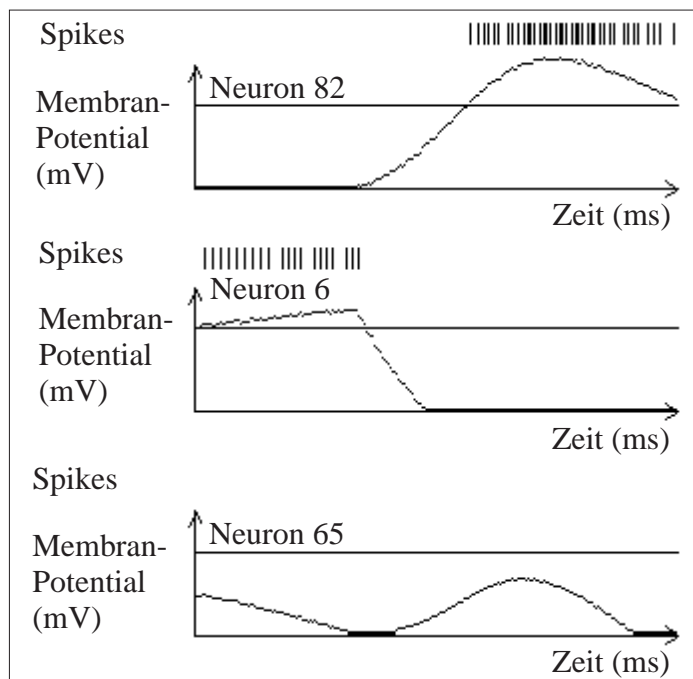 Spikes
Neuron 82
Membran-
Potential
(mV)
Zeit (ms)
Spikes
Neuron 6
Membran-
Potential
(mV)
Zeit (ms)
Spikes
Neuron 65
Membran-
Potential
(mV)
Zeit (ms)